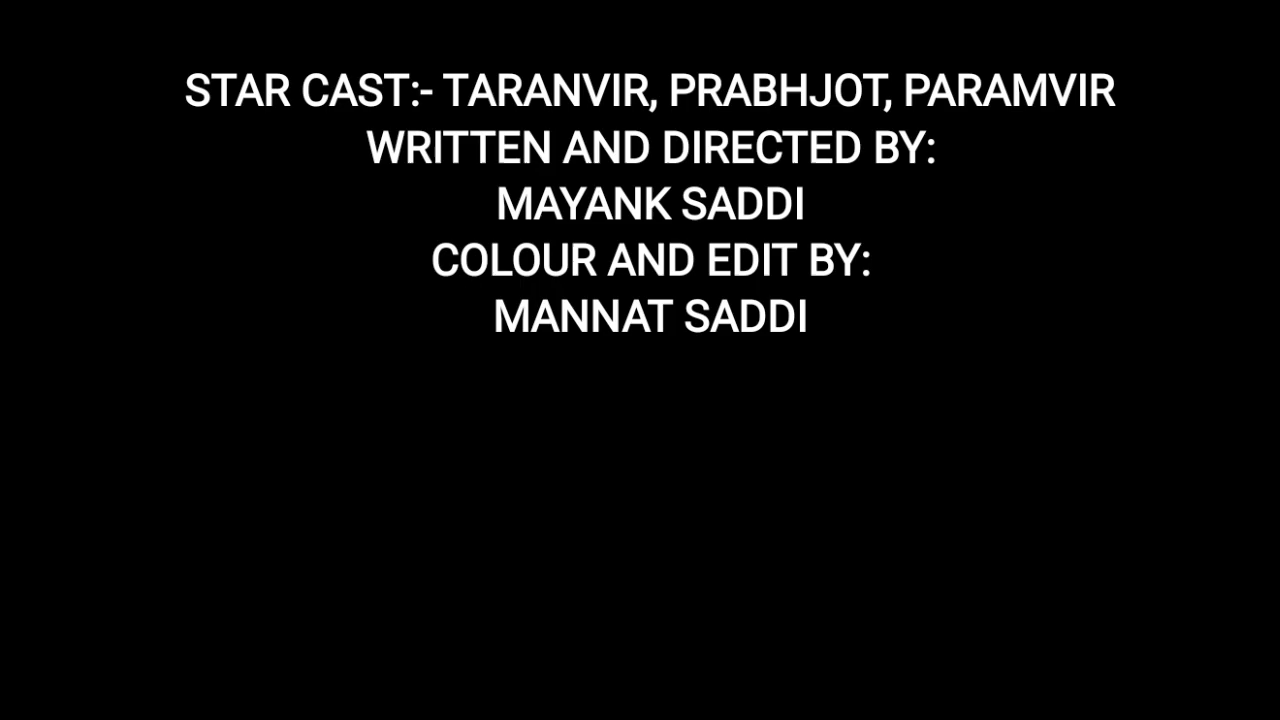 STAR CAST:- TARANVIR, PRABHJOT, PARAMVIR
WRITTEN AND DIRECTED BY:
MAYANK SADDI
COLOUR AND EDIT BY:
MANNAT SADDI